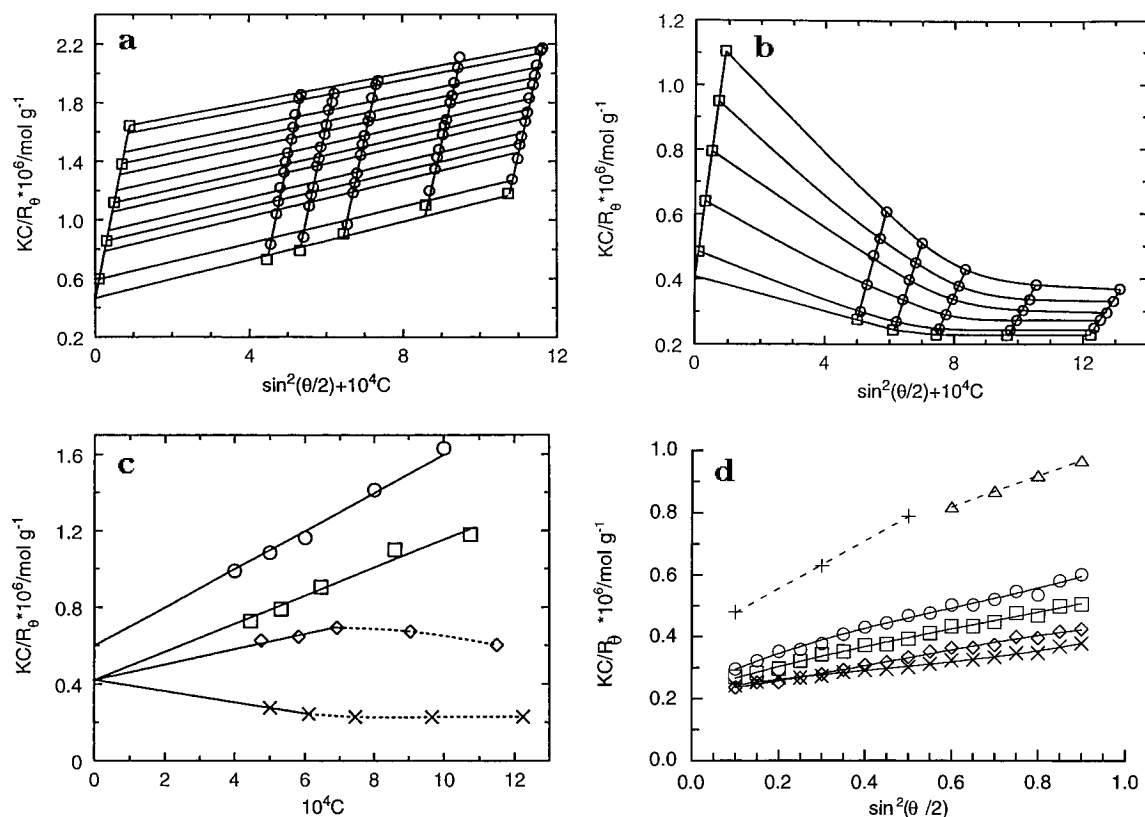 a
KC/Rθ*10⁶/mol g⁻¹
2.2
1.8
1.4
1.0
0.6
0.2
0 4 8 12
sin²(θ/2)+10⁴C
b
KC/Rθ*10⁶/mol g⁻¹
1.2
1.0
0.8
0.6
0.4
0.2
0 4 8 12
sin²(θ/2)+10⁴C
c
KC/Rθ*10⁶/mol g⁻¹
1.6
1.2
0.8
0.4
0
0 2 4 6 8 10 12
10⁴C
d
KC/Rθ *10⁶/mol g⁻¹
1.0
0.8
0.6
0.4
0.2
0.0
0.0 0.2 0.4 0.6 0.8 1.0
sin²(θ /2)